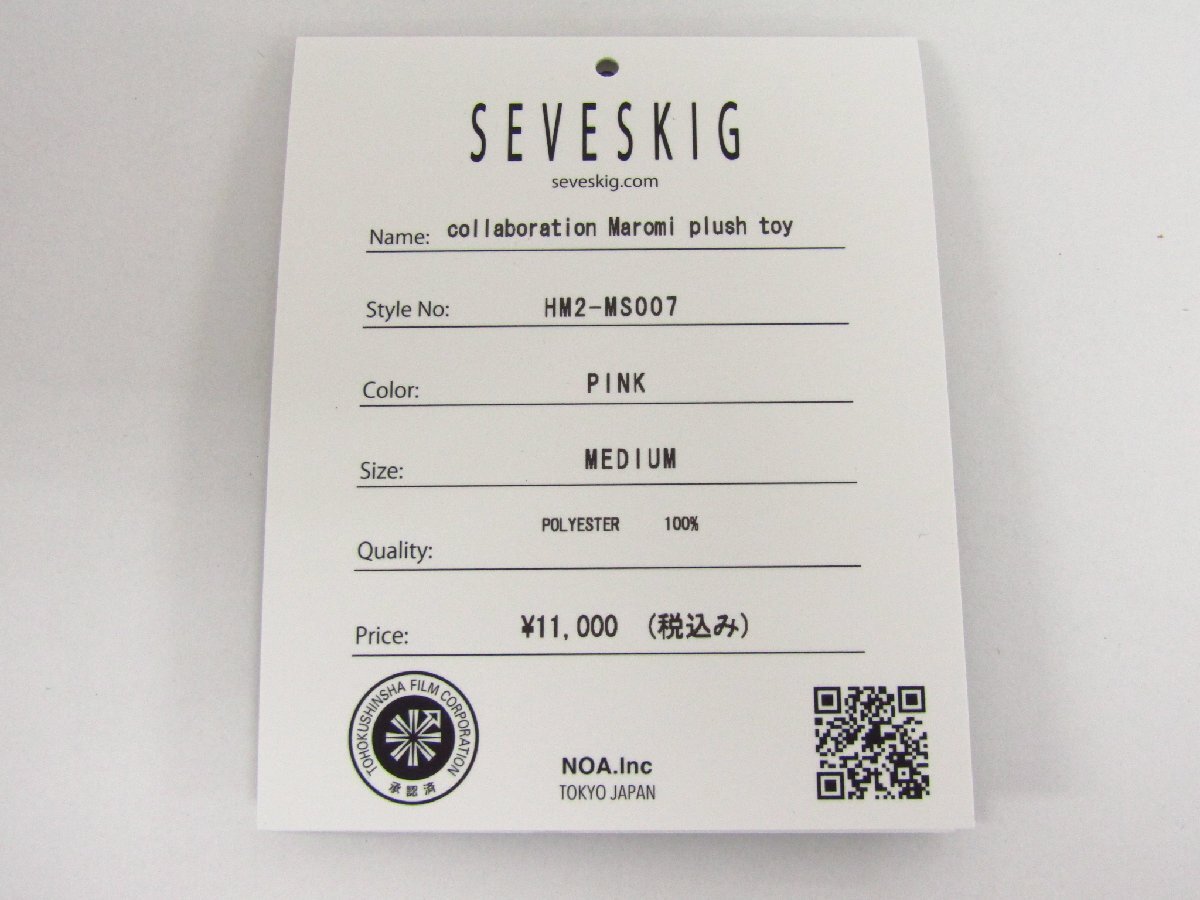 SEVESKIG
seveskig.com
Name: collaboration Maromi plush toy
Style No: HM2-MS007
Color: PINK
Size: MEDIUM
POLYESTER 100%
Quality:
Price: ¥11,000 (税込み)
TOHOKUSHINSHA FILM CORPORATION
承認済
NOA.Inc
TOKYO JAPAN